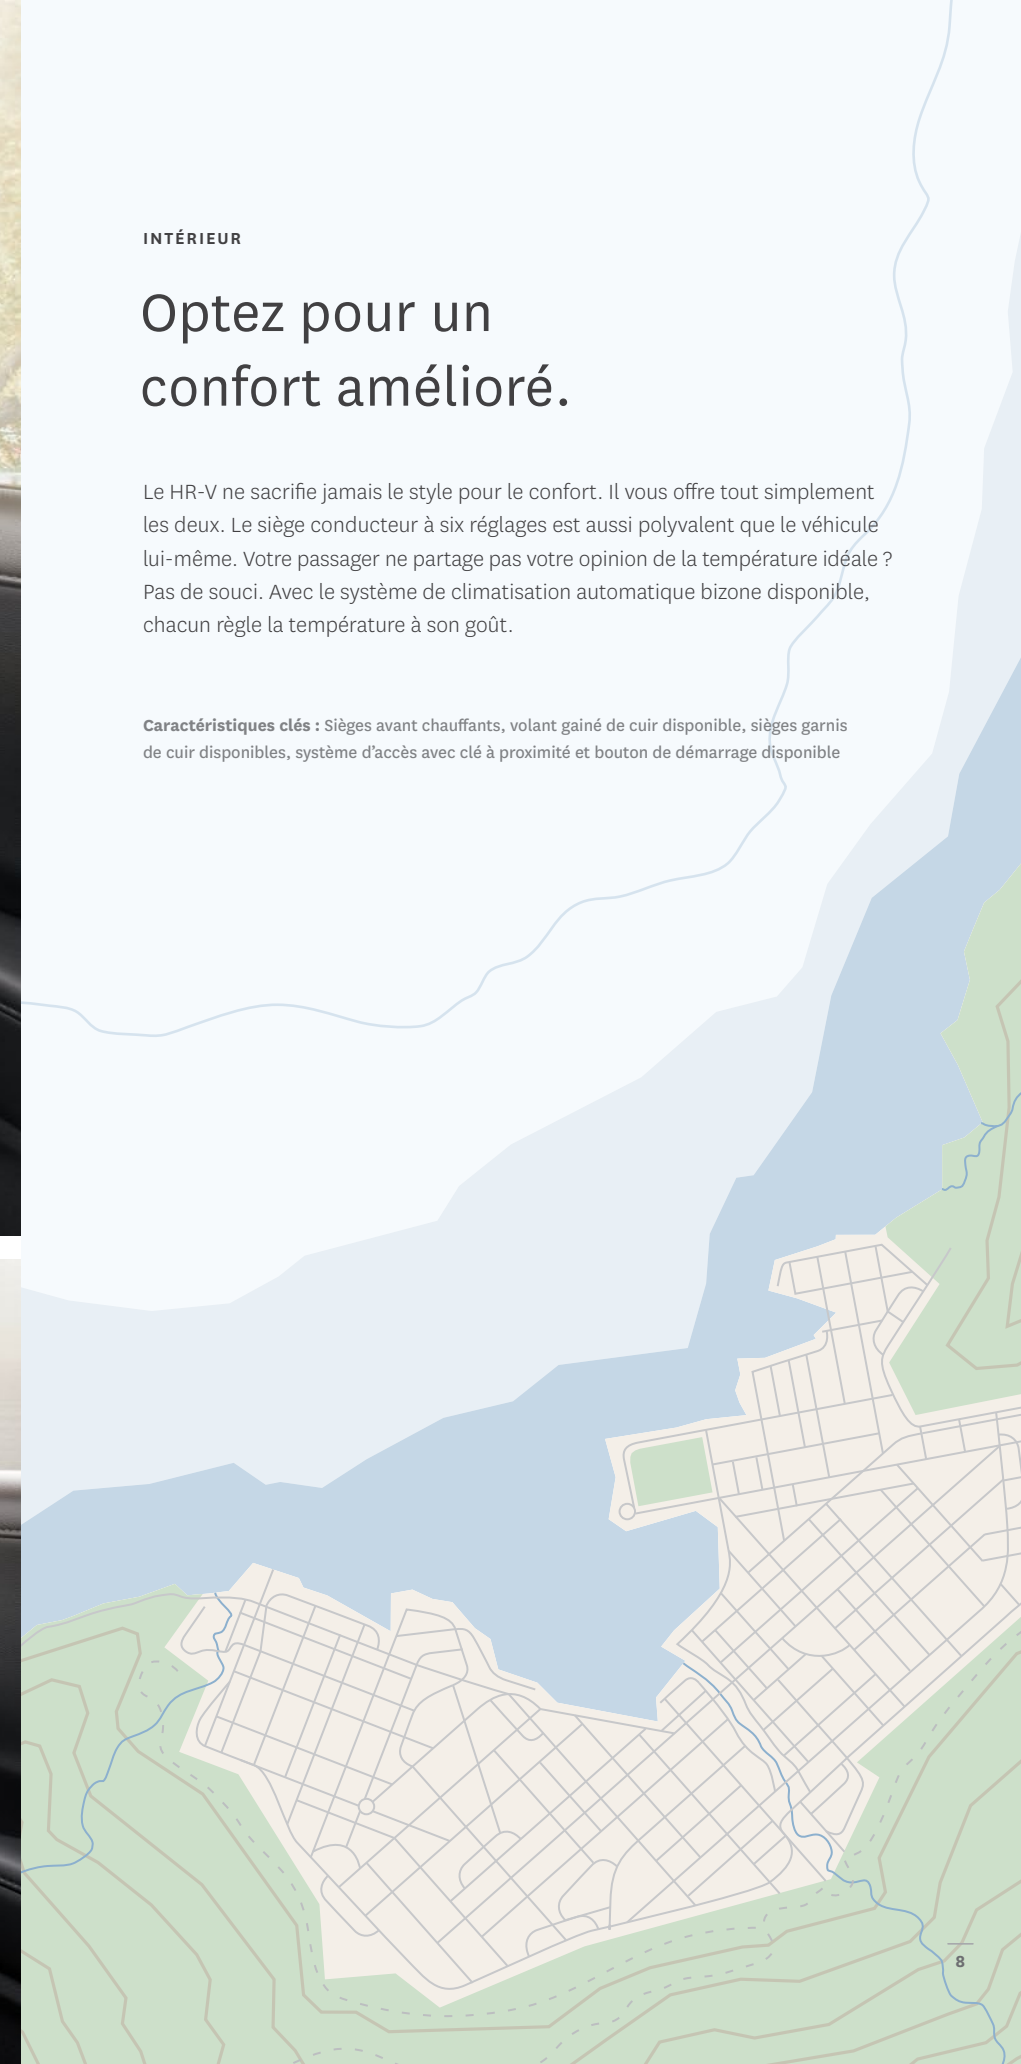 INTÉRIEUR
Optez pour un
confort amélioré.
Le HR-V ne sacrifie jamais le style pour le confort. Il vous offre tout simplement
les deux. Le siège conducteur à six réglages est aussi polyvalent que le véhicule
lui-même. Votre passager ne partage pas votre opinion de la température idéale ?
Pas de souci. Avec le système de climatisation automatique bizone disponible,
chacun règle la température à son goût.
Caractéristiques clés : Sièges avant chauffants, volant gainé de cuir disponible, sièges garnis
de cuir disponibles, système d’accès avec clé à proximité et bouton de démarrage disponible
8